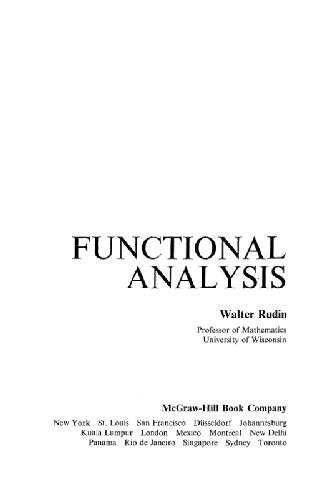 FUNCTIONAL
ANALYSIS
Walter Rudin
Professor of Mathematics
University of Wisconsin
McGraw-Hill Book Company
New York St. Louis San Francisco Düsseldorf Johannesburg
Kuala Lumpur London Mexico Montreal New Delhi
Panama Rio de Janeiro Singapore Sydney Toronto